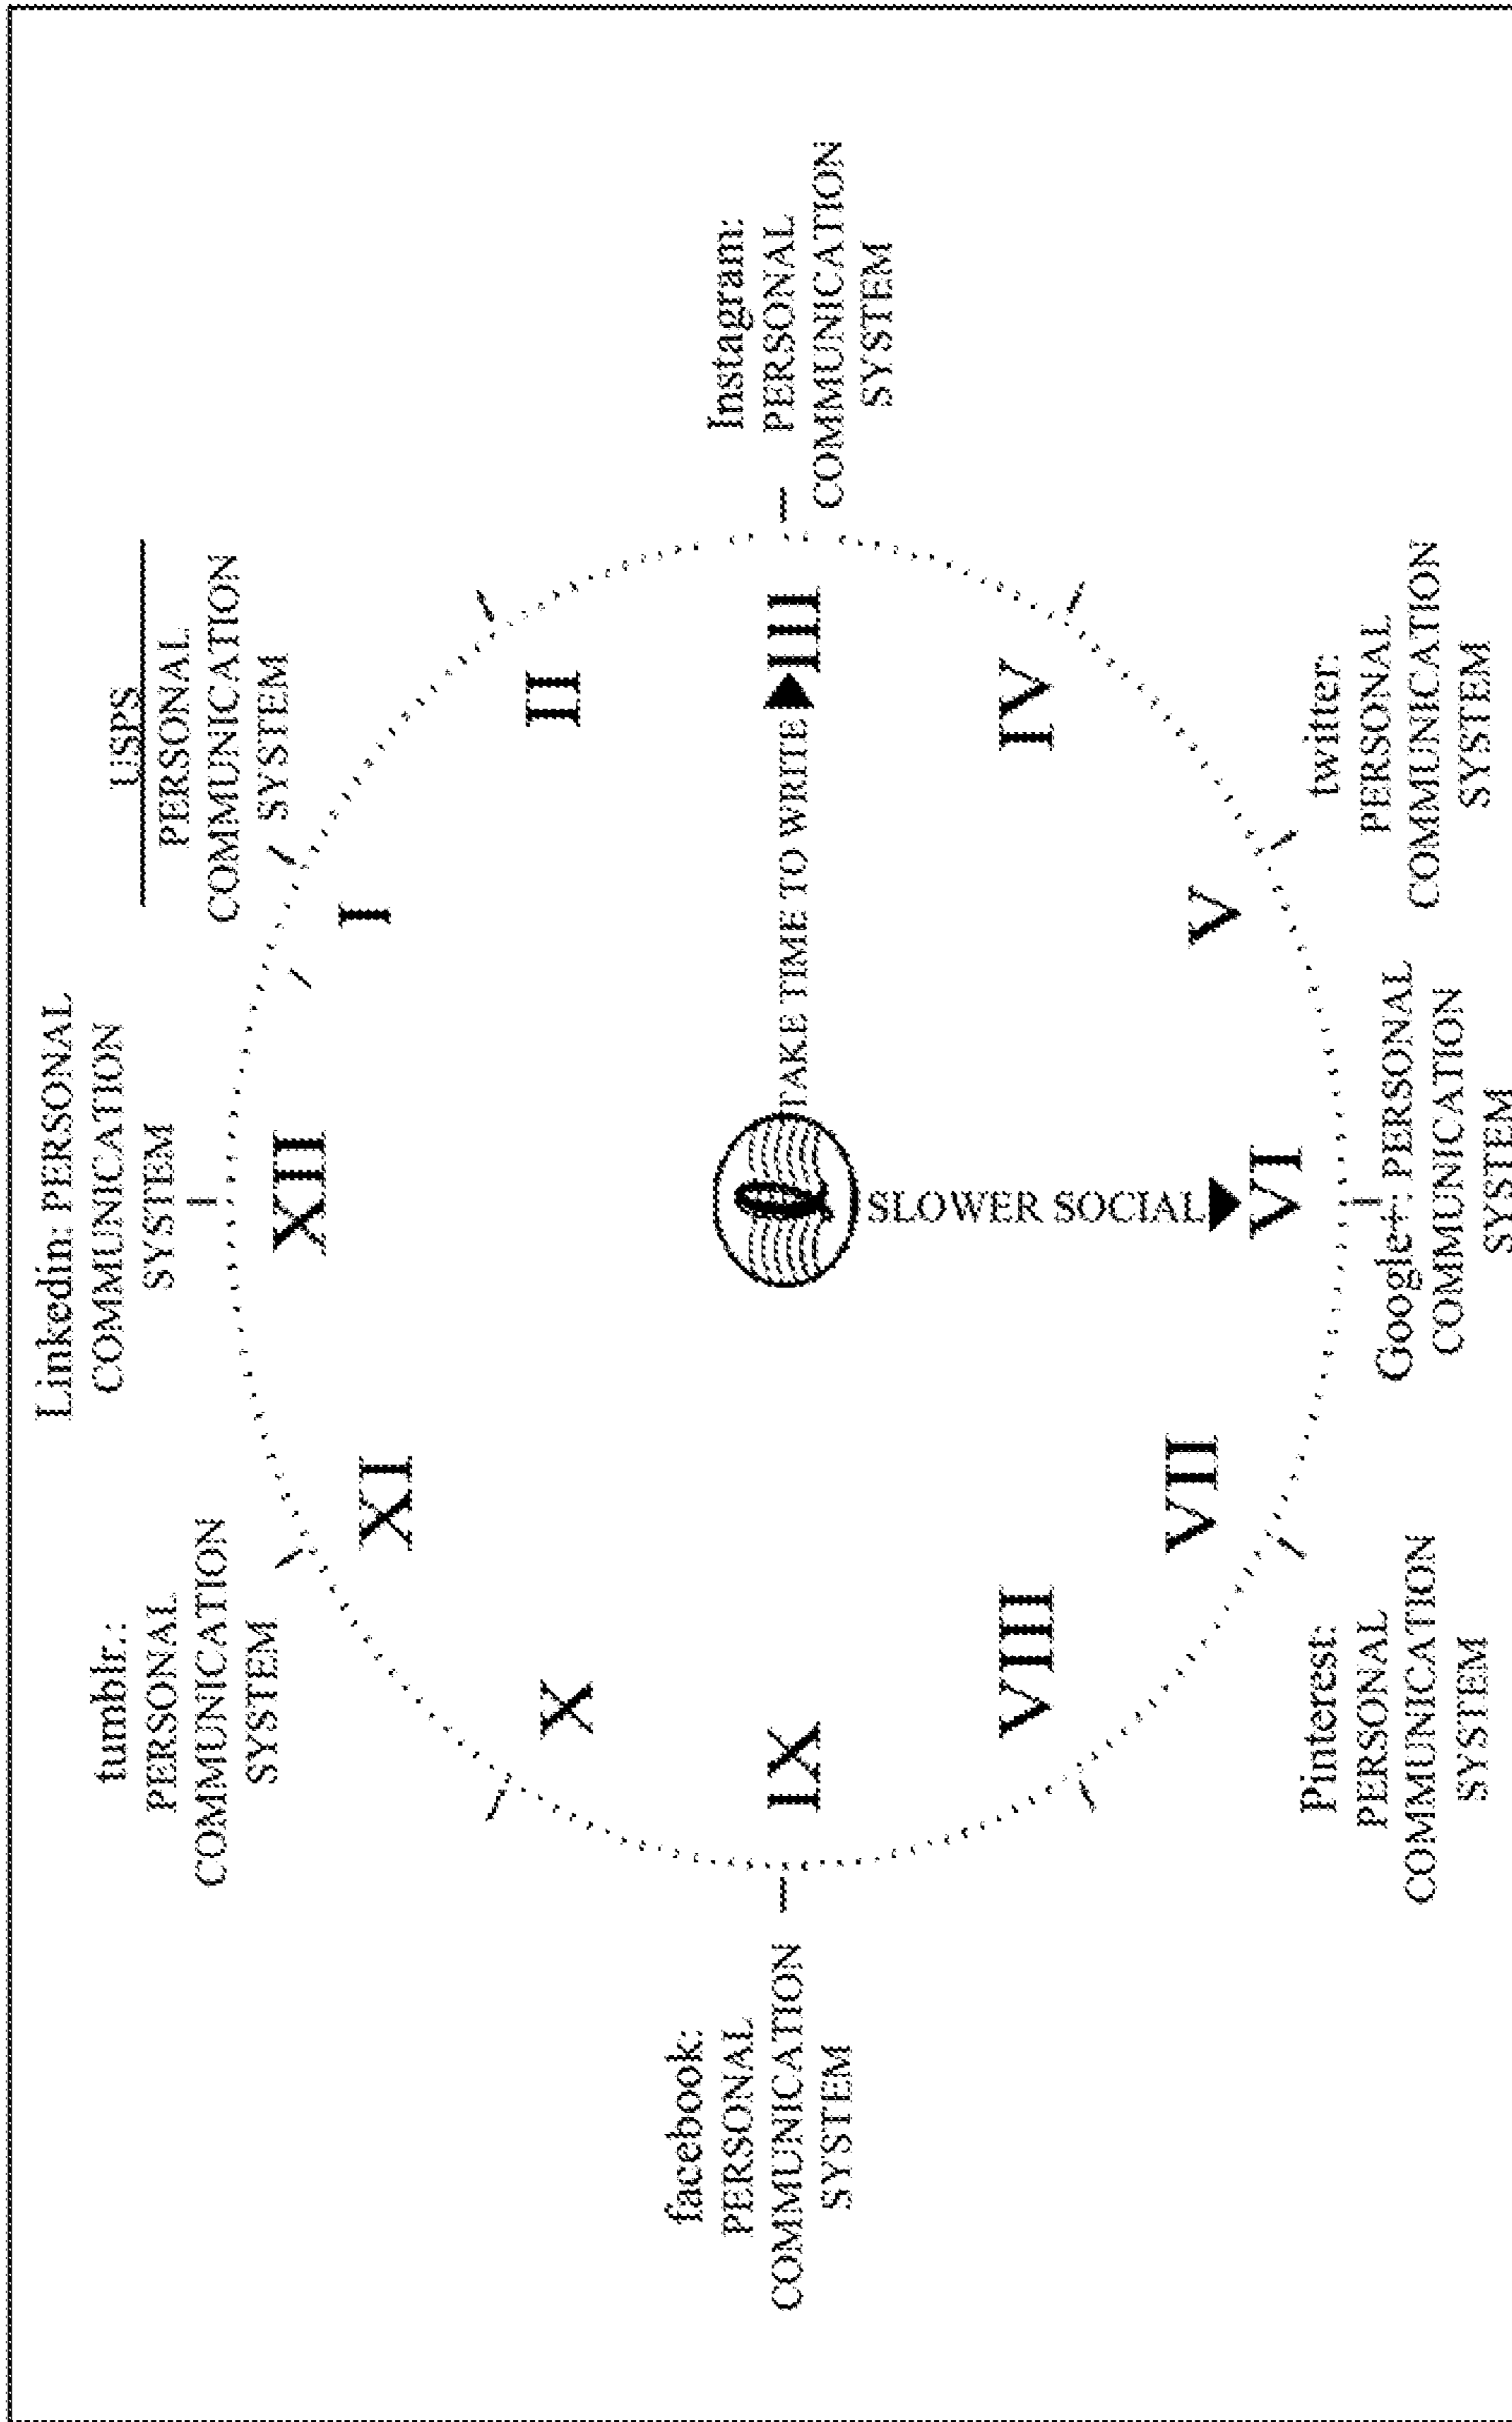 Linkedin: PERSONAL
COMMUNICATION
SYSTEM
tumblr.:
PERSONAL
COMMUNICATION
SYSTEM
USPS
PERSONAL
COMMUNICATION
SYSTEM
XII
XI
I
X
II
facebook:
PERSONAL
COMMUNICATION
SYSTEM
IX
TAKE TIME TO WRITE
III
Instagram:
PERSONAL
COMMUNICATION
SYSTEM
SLOWER SOCIAL
VIII
IV
VII
V
VI
Pinterest:
PERSONAL
COMMUNICATION
SYSTEM
Google+: PERSONAL
COMMUNICATION
SYSTEM
twitter:
PERSONAL
COMMUNICATION
SYSTEM